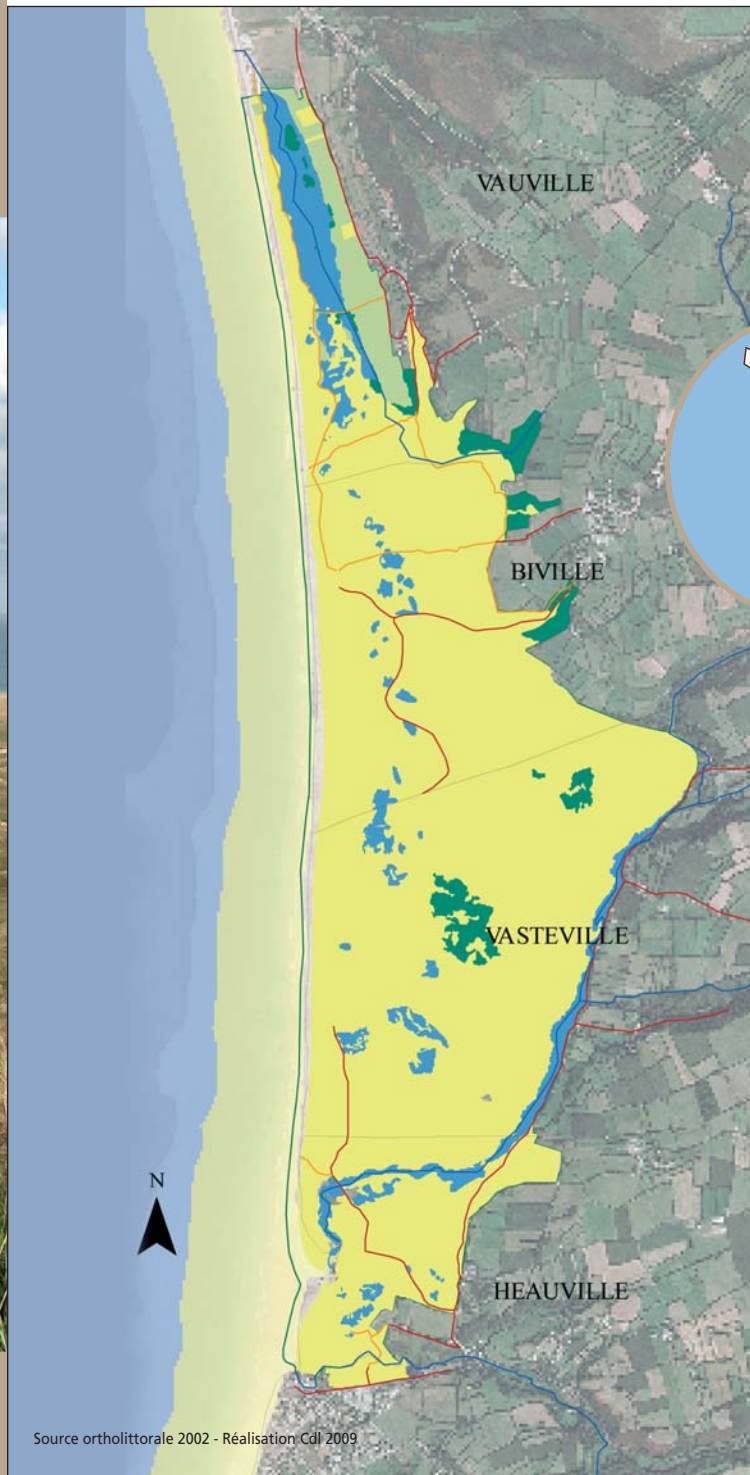 VAUVILLE
BIVILLE
VASTEVILLE
N
HEAUVILLE
Source ortholittorale 2002 - Réalisation Cdl 2009